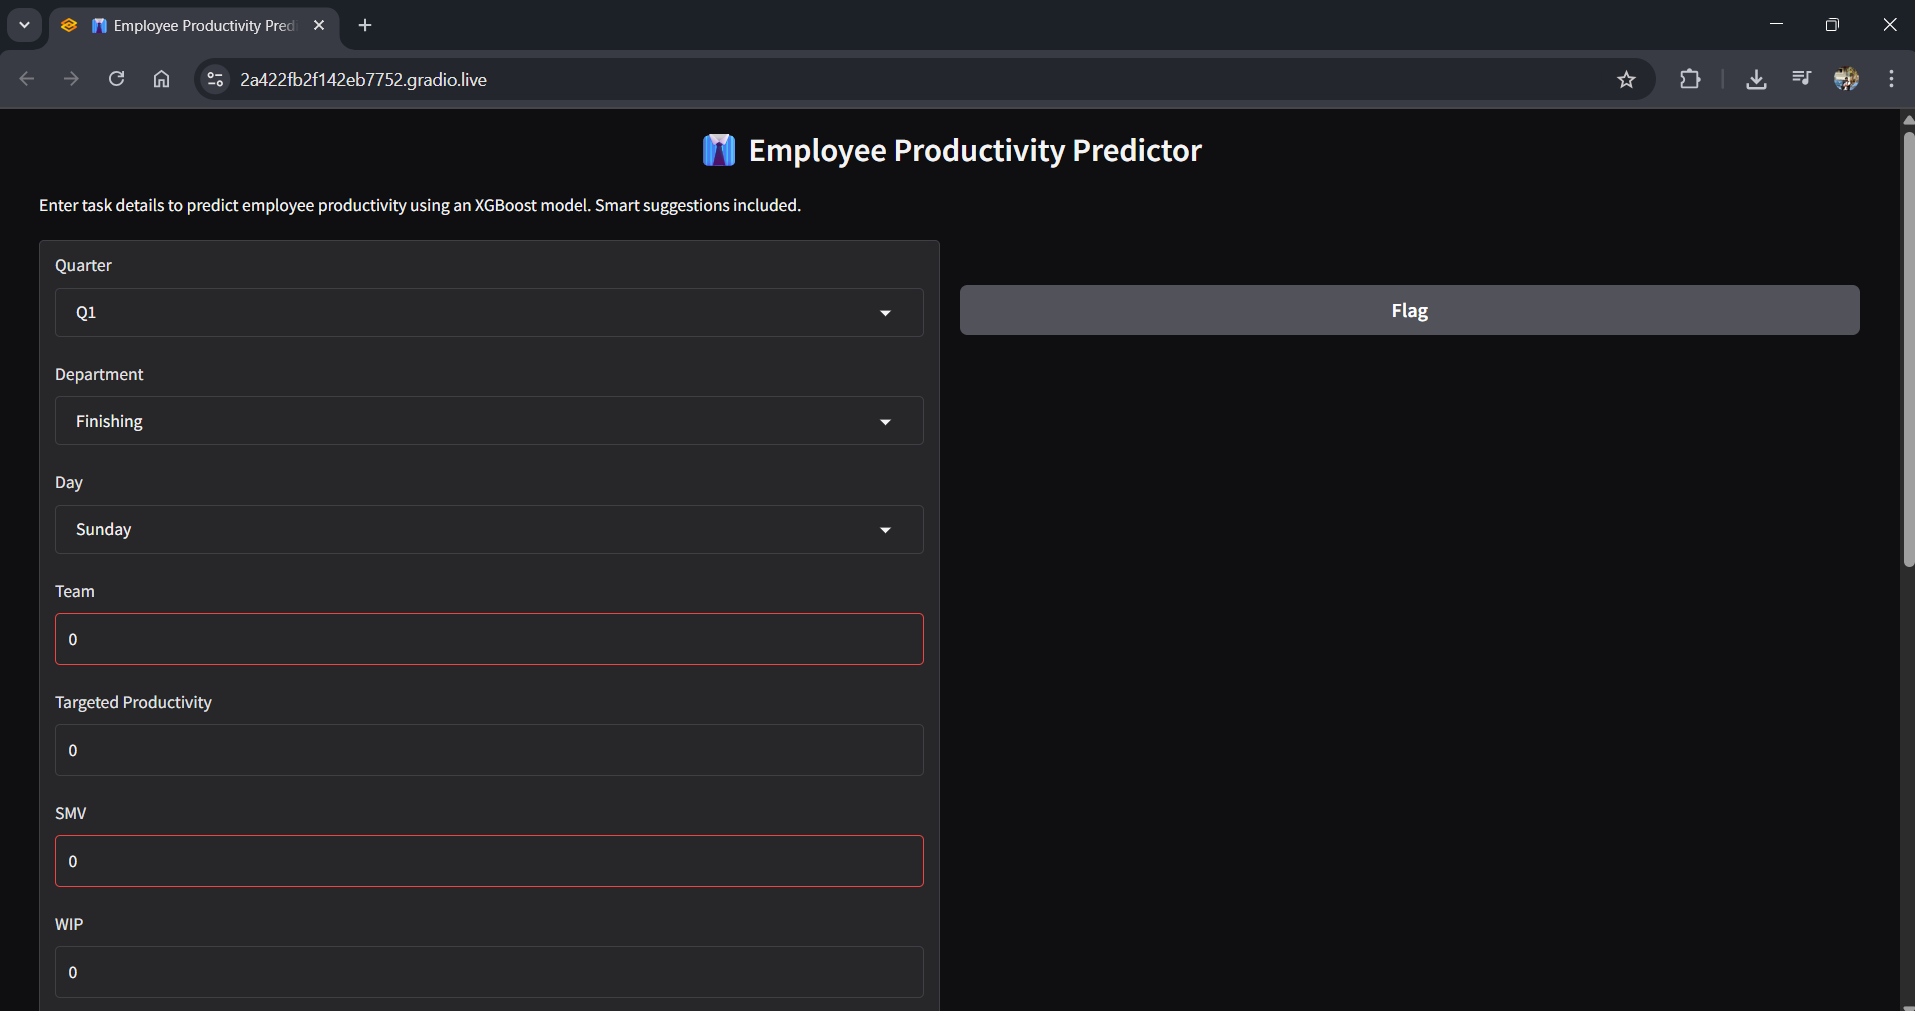 Employee Productivity Pred
2a422fb2f142eb7752.gradio.live
Employee Productivity Predictor
Enter task details to predict employee productivity using an XGBoost model. Smart suggestions included.
Quarter
Q1
Department
Finishing
Day
Sunday
Team
0
Targeted Productivity
0
SMV
0
WIP
0
Flag